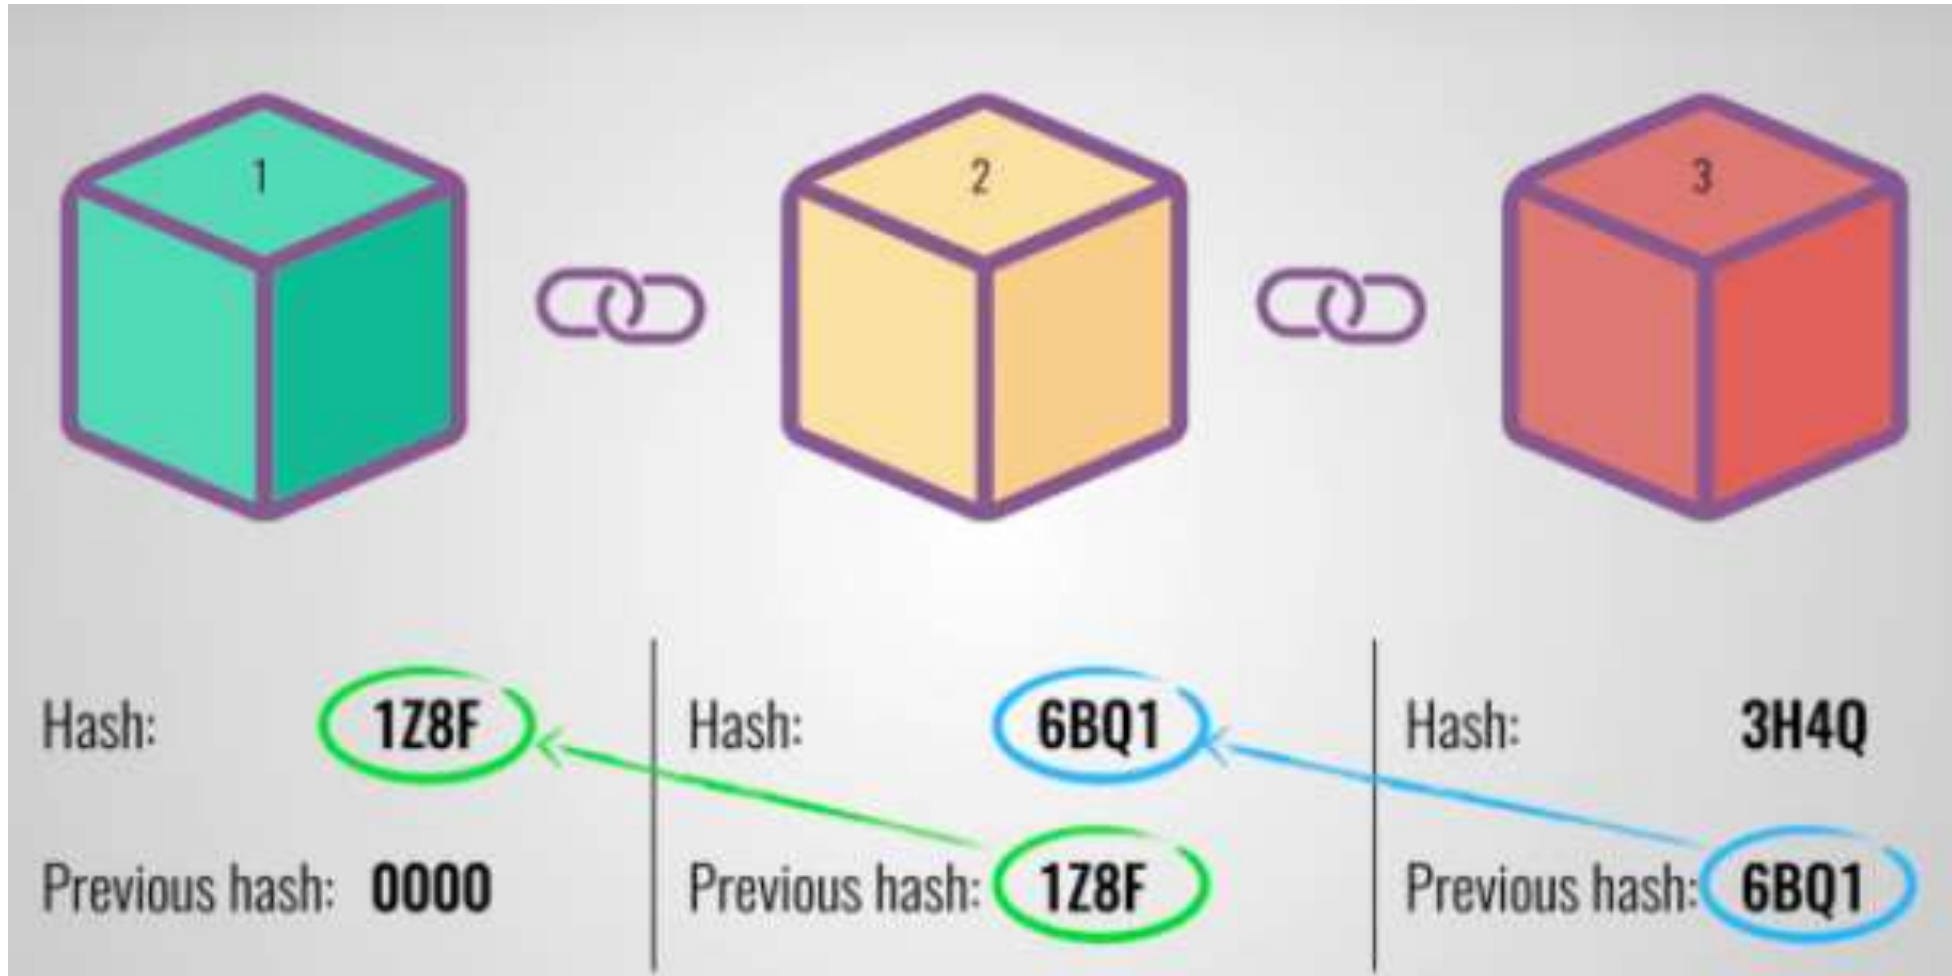 1
2
3
Hash: 1Z8F
Previous hash: 0000
Hash: 6BQ1
Previous hash: 1Z8F
Hash: 3H4Q
Previous hash: 6BQ1